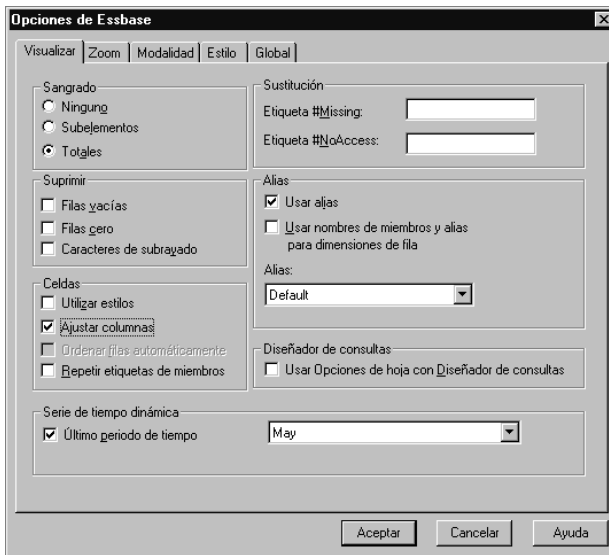 Opciones de Essbase
Visualizar Zoom Modalidad Estilo Global
Sangrado
Ninguno
Subelementos
Totales
Suprimir
Filas vacías
Filas cero
Caracteres de subrayado
Celdas
Utilizar estilos
Ajustar columnas
Ordenar filas automáticamente
Repetir etiquetas de miembros
Sustitución
Etiqueta #Missing:
Etiqueta #NoAccess:
Alias
Usar alias
Usar nombres de miembros y alias
para dimensiones de fila
Alias:
Default
Diseñador de consultas
Usar Opciones de hoja con Diseñador de consultas
Serie de tiempo dinámica
Último periodo de tiempo May
Aceptar Cancelar Ayuda